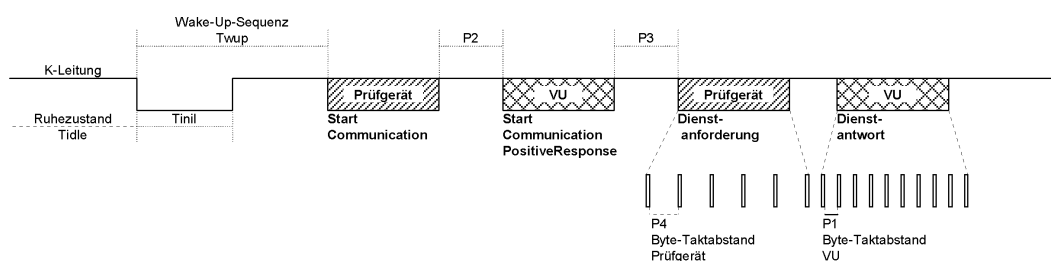 Wake-Up-Sequenz
Twup
P2
P3
K-Leitung
Prüfgerät
VU
Prüfgerät
VU
Ruhezustand
Tidle
Tinil
Start
Communication
Start
Communication
PositiveResponse
Dienst-
anforderung
Dienst-
antwort
P4
Byte-Taktabstand
Prüfgerät
P1
Byte-Taktabstand
VU